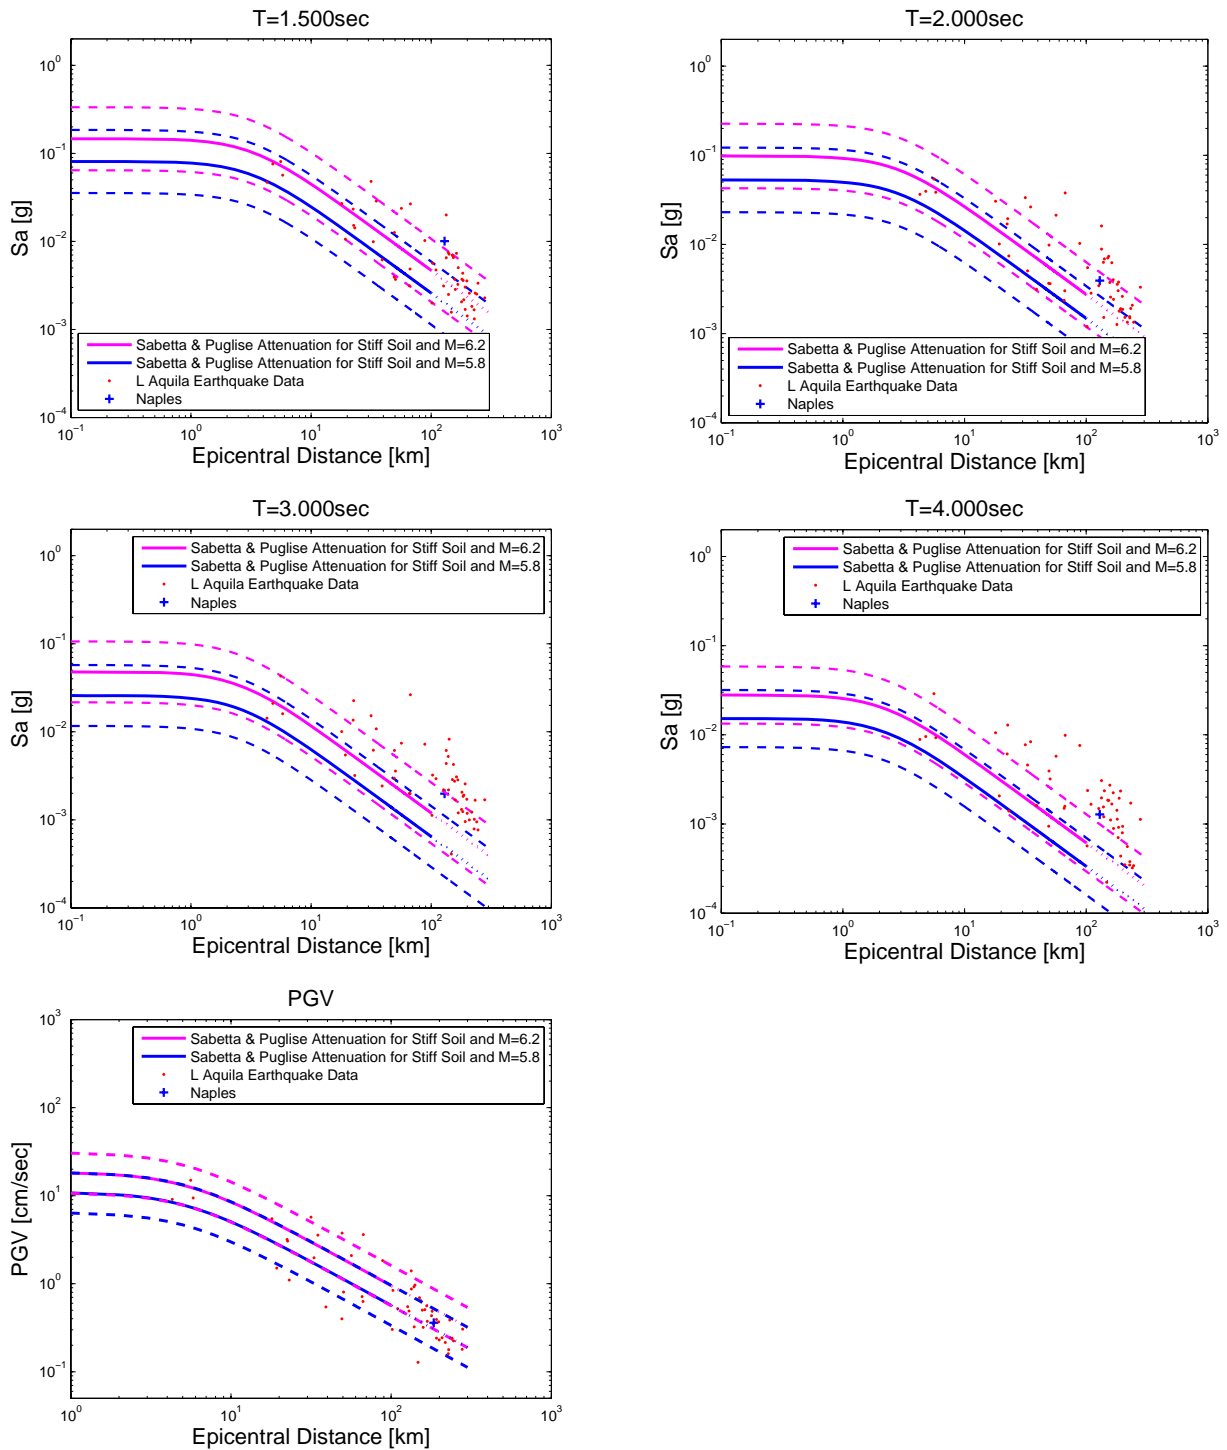 T=1.500sec
Sa [g]
10^0
10^−1
10^−2
10^−3
10^−4
Sabetta & Puglise Attenuation for Stiff Soil and M=6.2
Sabetta & Puglise Attenuation for Stiff Soil and M=5.8
L Aquila Earthquake Data
Naples
10^−1 10^0 10^1 10^2 10^3
Epicentral Distance [km]
T=2.000sec
Sa [g]
10^0
10^−1
10^−2
10^−3
10^−4
Sabetta & Puglise Attenuation for Stiff Soil and M=6.2
Sabetta & Puglise Attenuation for Stiff Soil and M=5.8
L Aquila Earthquake Data
Naples
10^−1 10^0 10^1 10^2 10^3
Epicentral Distance [km]
T=3.000sec
Sabetta & Puglise Attenuation for Stiff Soil and M=6.2
Sabetta & Puglise Attenuation for Stiff Soil and M=5.8
L Aquila Earthquake Data
Naples
Sa [g]
10^0
10^−1
10^−2
10^−3
10^−4
10^−1 10^0 10^1 10^2 10^3
Epicentral Distance [km]
T=4.000sec
Sabetta & Puglise Attenuation for Stiff Soil and M=6.2
Sabetta & Puglise Attenuation for Stiff Soil and M=5.8
L Aquila Earthquake Data
Naples
Sa [g]
10^0
10^−1
10^−2
10^−3
10^−4
10^−1 10^0 10^1 10^2 10^3
Epicentral Distance [km]
PGV
Sabetta & Puglise Attenuation for Stiff Soil and M=6.2
Sabetta & Puglise Attenuation for Stiff Soil and M=5.8
L Aquila Earthquake Data
Naples
PGV [cm/sec]
10^3
10^2
10^1
10^0
10^−1
10^0 10^1 10^2 10^3
Epicentral Distance [km]